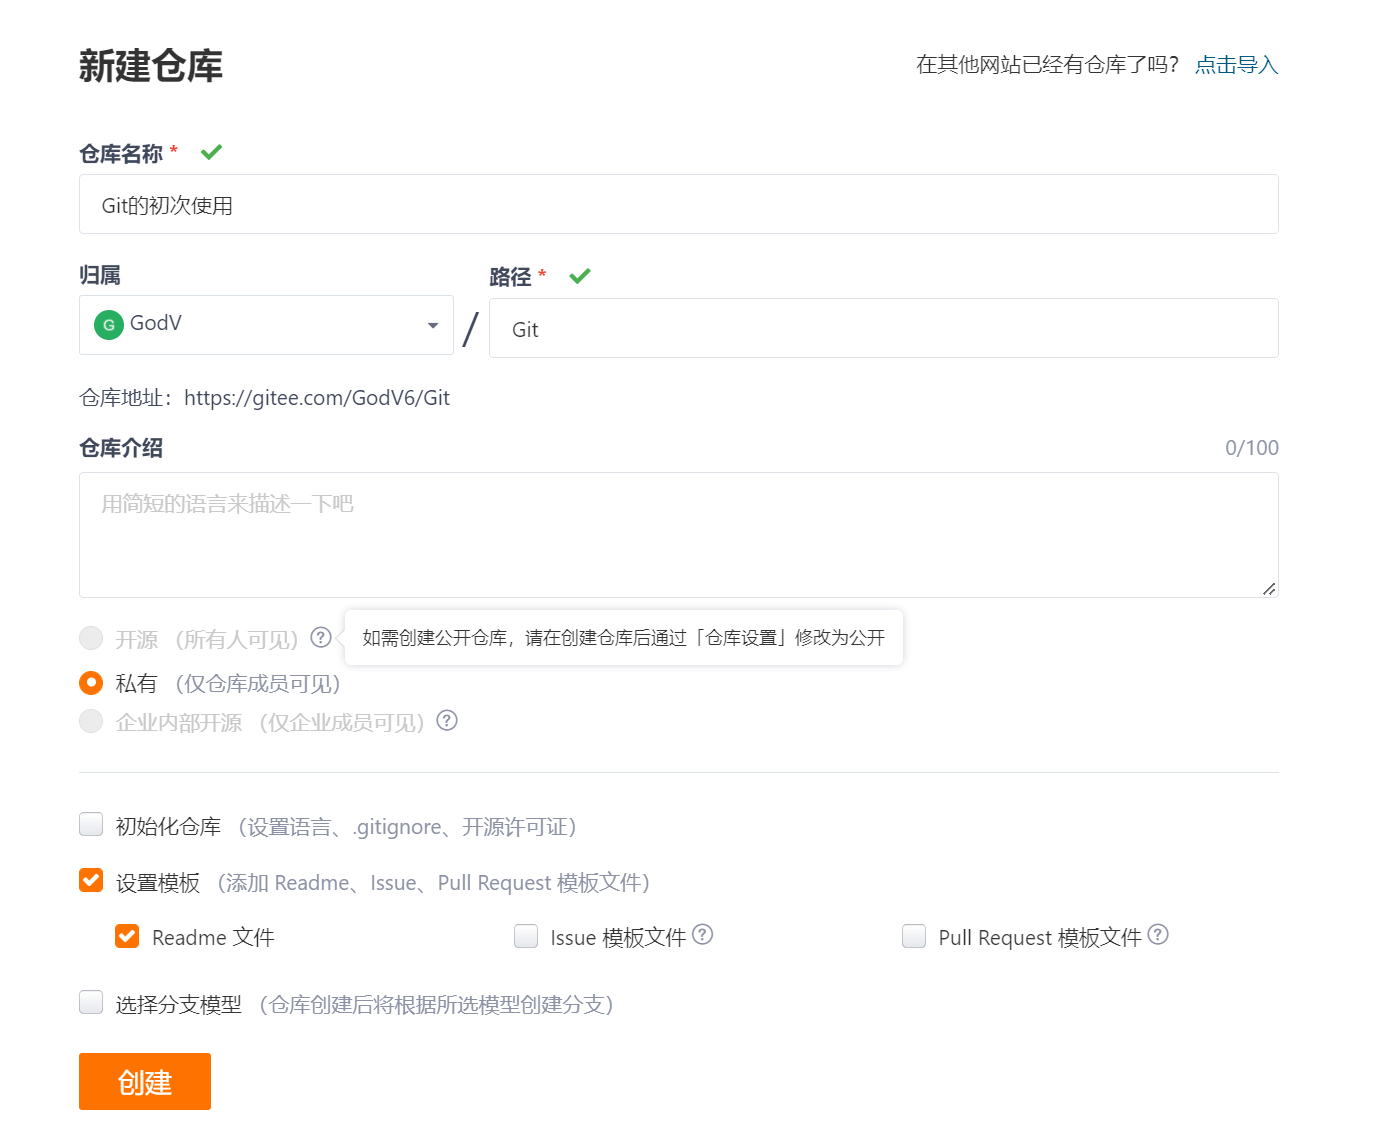 新建仓库
在其他网站已经有仓库了吗? 点击导入
仓库名称 *
Git的初次使用
归属
路径 *
G GodV
/
Git
仓库地址：https://gitee.com/GodV6/Git
仓库介绍
0/100
用简短的语言来描述一下吧
开源 （所有人可见） ?
如需创建公开仓库，请在创建仓库后通过「仓库设置」修改为公开
私有 （仅仓库成员可见）
企业内部开源 （仅企业成员可见） ?
初始化仓库 （设置语言、.gitignore、开源许可证）
设置模板 （添加 Readme、Issue、Pull Request 模板文件）
Readme 文件
Issue 模板文件 ?
Pull Request 模板文件 ?
选择分支模型 （仓库创建后将根据所选模型创建分支）
创建